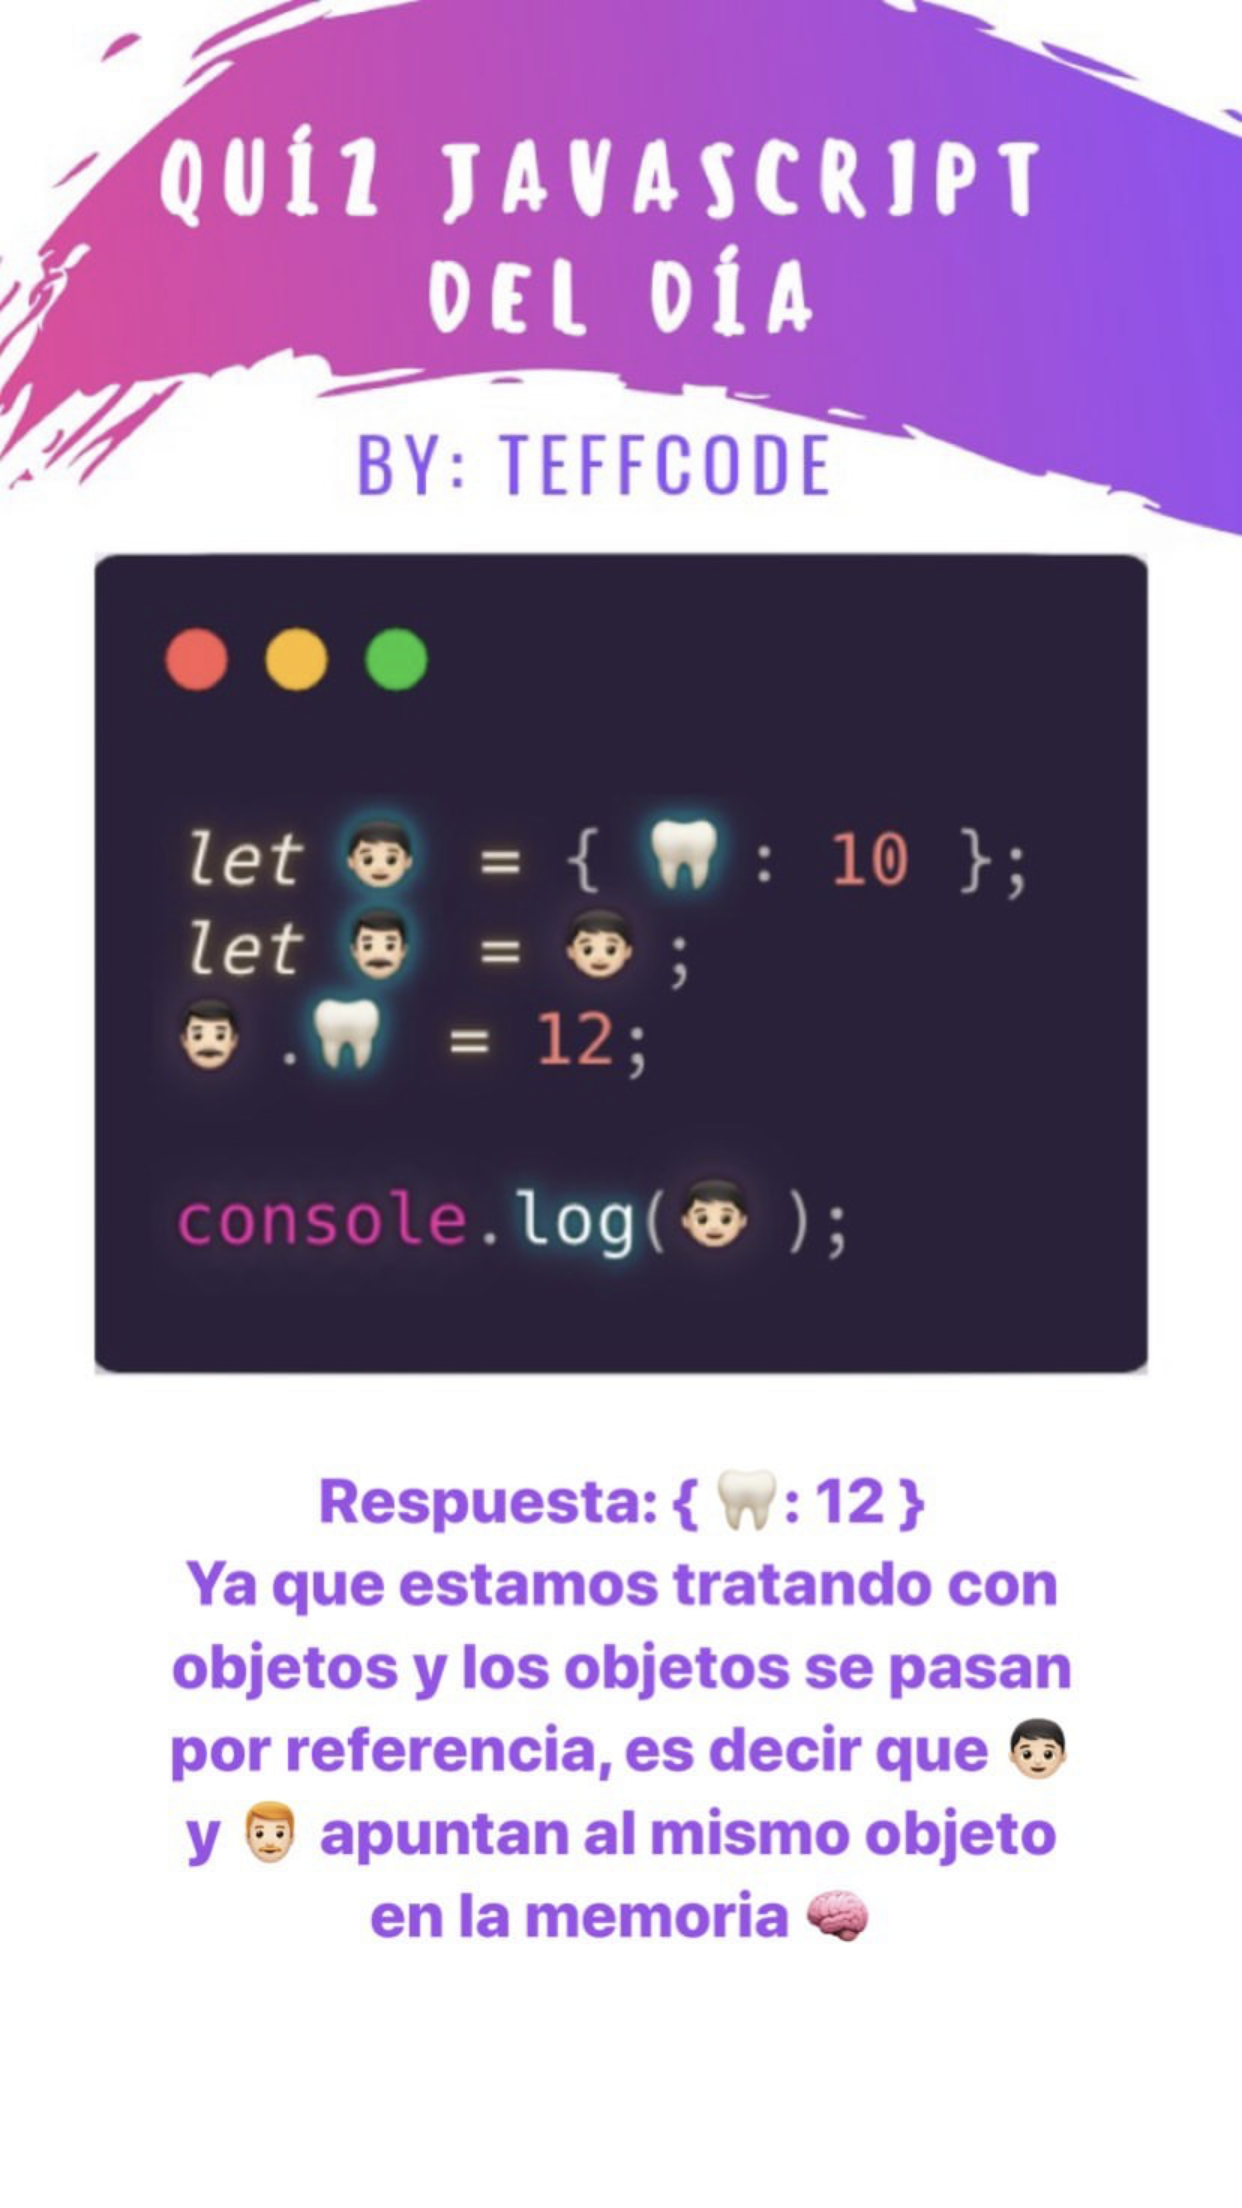 QUÍZ JAVASCRIPT
DEL DÍA
BY: TEFFCODE
let 👦🏻 = { 🦷 : 10 };
let 👨🏻 = 👦🏻 ;
👨🏻 .🦷 = 12;
console.log(👦🏻 );
Respuesta: { 🦷: 12 }
Ya que estamos tratando con
objetos y los objetos se pasan
por referencia, es decir que 👦🏻
y 👨🏼 apuntan al mismo objeto
en la memoria 🧠